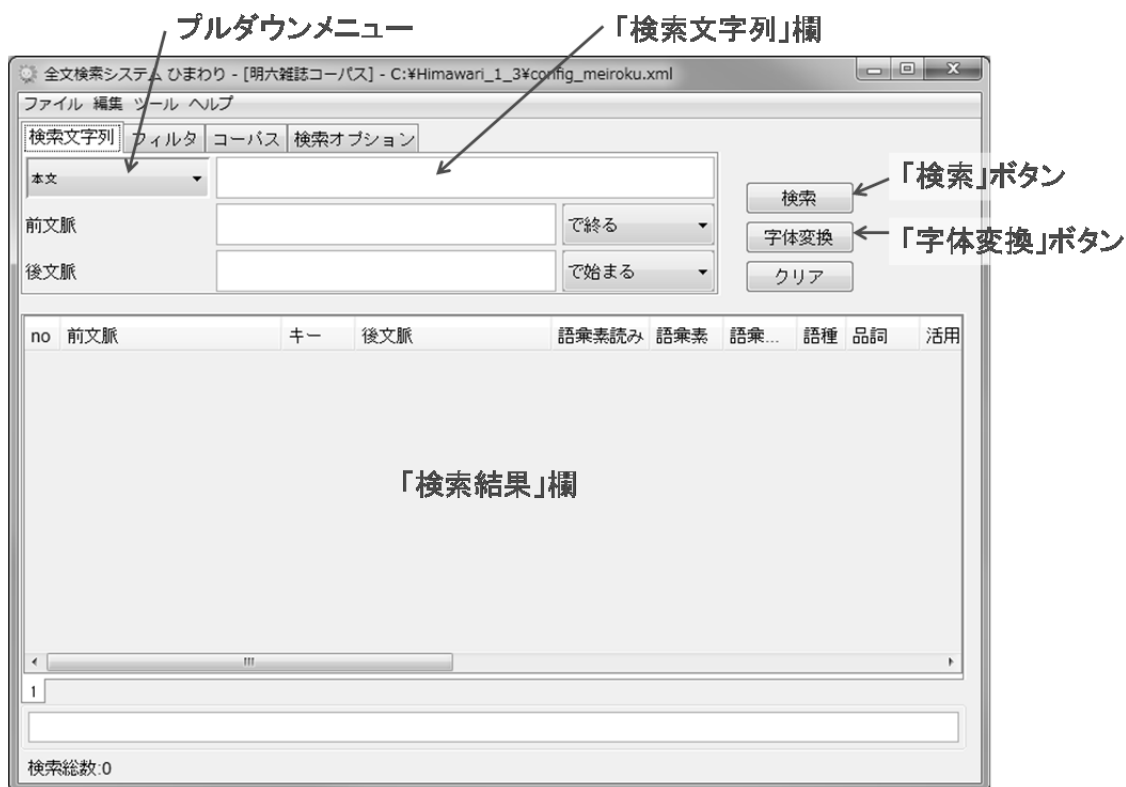 プルダウンメニュー 「検索文字列」欄
全文検索システム ひまわり - [明六雑誌コーパス] - C:¥Himawari_1_3¥config_meiroku.xml
ファイル 編集 ツール ヘルプ
検索文字列 フィルタ コーパス 検索オプション
本文
検索 「検索」ボタン
前文脈 で終る
字体変換 「字体変換」ボタン
後文脈 で始まる
クリア
no 前文脈 キー 後文脈 語彙素読み 語彙素 語彙... 語種 品詞 活用
「検索結果」欄
1
検索総数:0